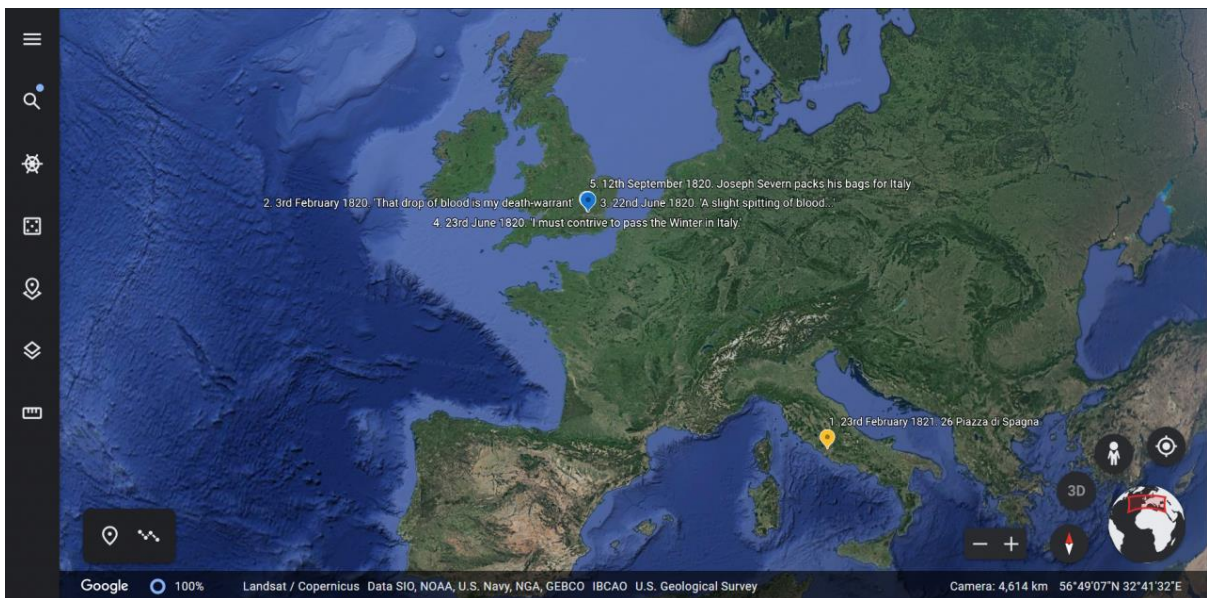 5. 12th September 1820. Joseph Severn packs his bags for Italy
2. 3rd February 1820. 'That drop of blood is my death-warrant'
3. 22nd June 1820. 'A slight spitting of blood...'
4. 23rd June 1820. 'I must contrive to pass the Winter in Italy.'
1. 23rd February 1821. 26 Piazza di Spagna
3D
Google 100% Landsat / Copernicus Data SIO, NOAA, U.S. Navy, NGA, GEBCO IBCAO U.S. Geological Survey Camera: 4,614 km 56°49'07"N 32°41'32"E